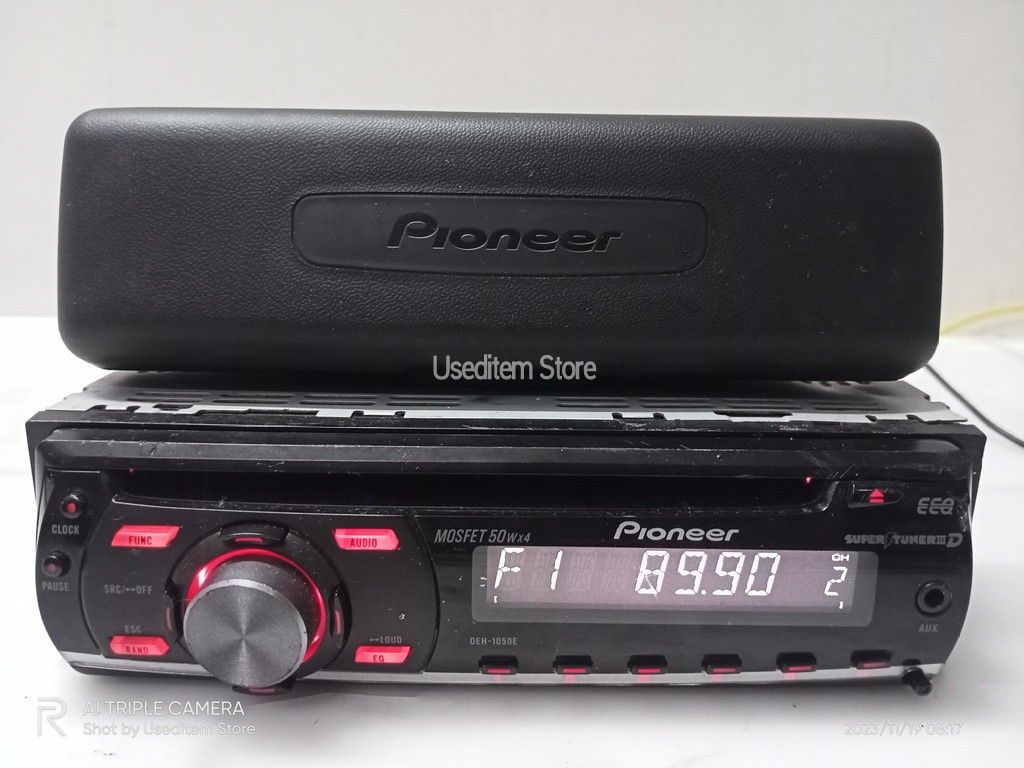 Pioneer
Useditem Store
EEQ
CLOCK
FUNC
AUDIO
MOSFET 50Wx4
Pioneer
SUPER TUNER III D
PAUSE
SRC/OFF
F1 89.90 CH 2
ESC
BAND
LOUD
EQ
DEH-1050E
AUX
AI TRIPLE CAMERA
Shot by Useditem Store
2023/11/19 08:17